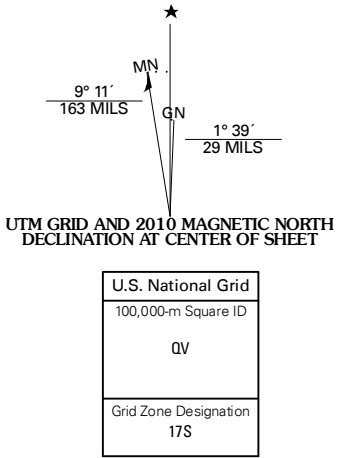 ★
MN
9° 11´
163 MILS
GN
1° 39´
29 MILS
UTM GRID AND 2010 MAGNETIC NORTH
DECLINATION AT CENTER OF SHEET
U.S. National Grid
100,000-m Square ID
QV
Grid Zone Designation
17S